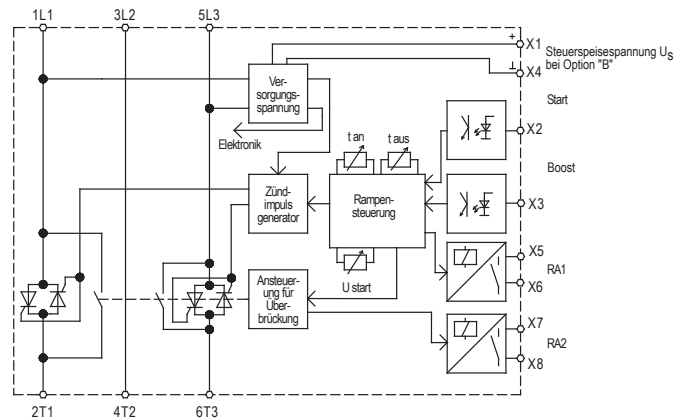 1L1 3L2 5L3
+ X1
Steuerspeisespannung US
bei Option "B"
⊥ X4
Ver-
sorgungs-
spannung
Elektronik
Start
X2
Boost
X3
t an t aus
Zünd-
impuls
generator
Rampen-
steuerung
U start
X5
RA1
X6
Ansteuer-
ung für
Über-
brückung
X7
RA2
X8
2T1 4T2 6T3